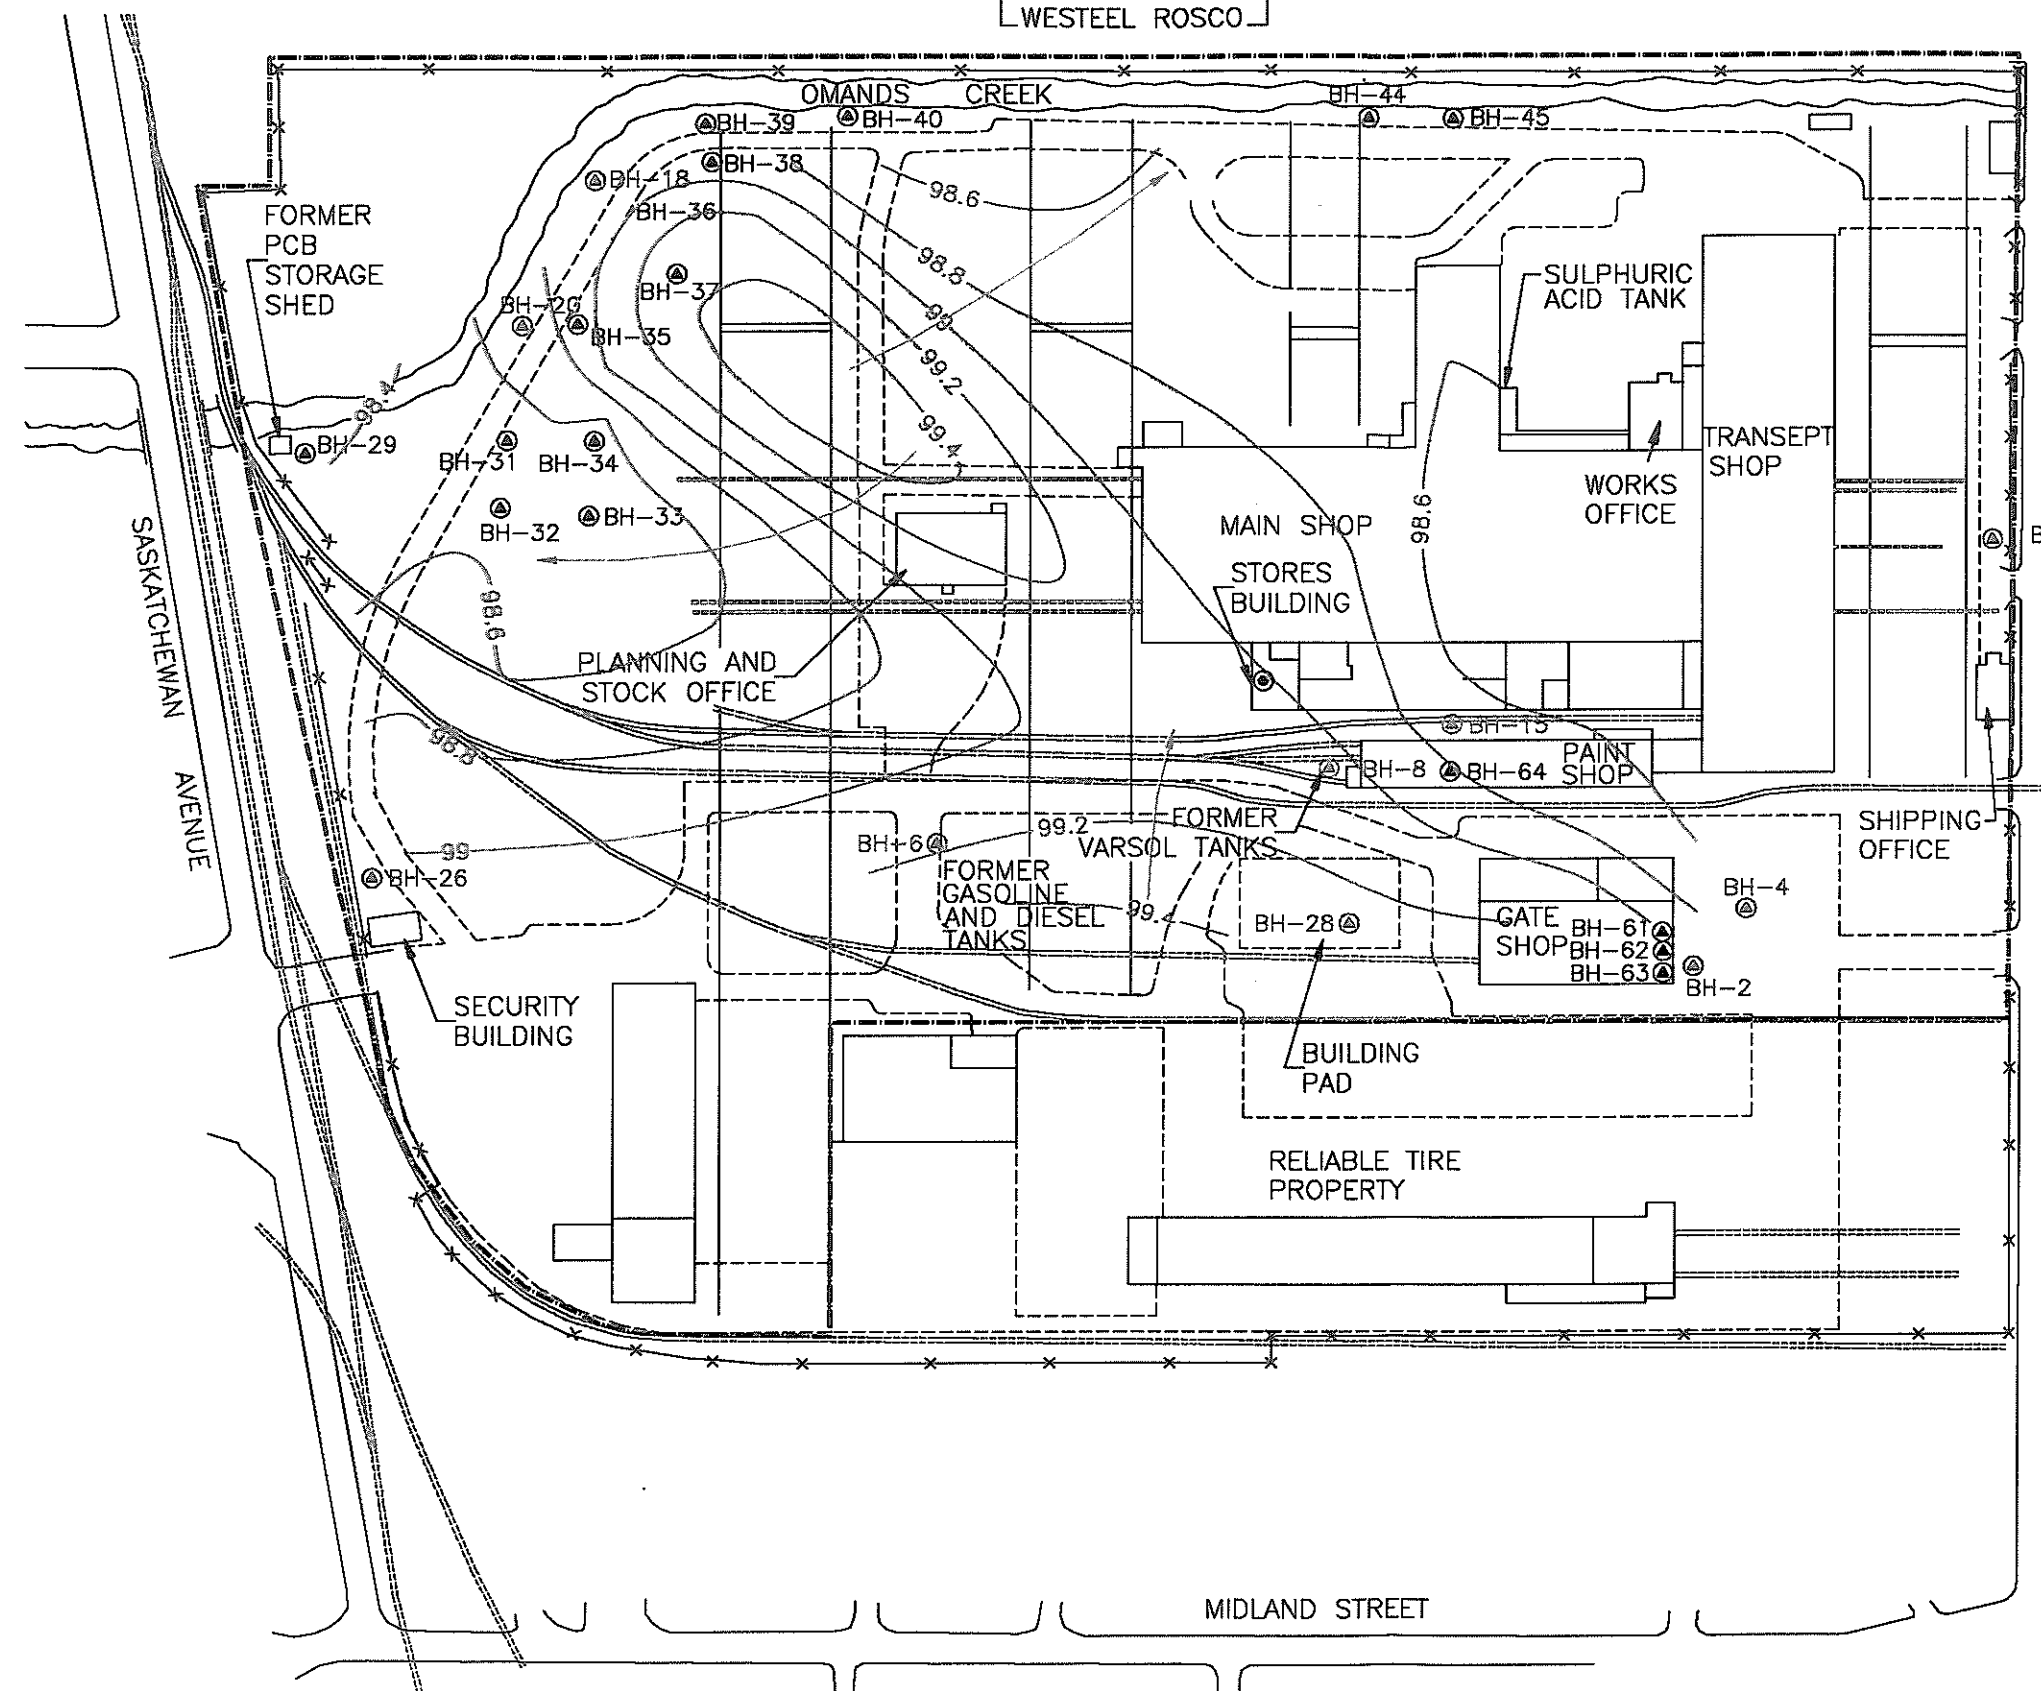 WESTEEL ROSCO
OMANDS CREEK
BH-44
BH-39
BH-40
BH-45
BH-38
BH-18
98.6
BH-36
FORMER
PCB
STORAGE
SHED
98.8
SULPHURIC
ACID TANK
BH-37
BH-35
99
99.2
98.4
99.4
BH-29
BH-31
BH-34
TRANSEPT
SHOP
WORKS
OFFICE
98.6
BH-32
BH-33
MAIN SHOP
SASKATCHEWAN
AVENUE
STORES
BUILDING
98.6
PLANNING AND
STOCK OFFICE
98.8
BH-15
PAINT
SHOP
BH-8
BH-64
FORMER
VARSOL TANKS
99.2
SHIPPING
OFFICE
BH-6
99
FORMER
GASOLINE
AND DIESEL
TANKS
BH-26
BH-4
99.4
BH-28
GATE
SHOP
BH-61
BH-62
BH-63
BH-2
SECURITY
BUILDING
BUILDING
PAD
RELIABLE TIRE
PROPERTY
MIDLAND STREET